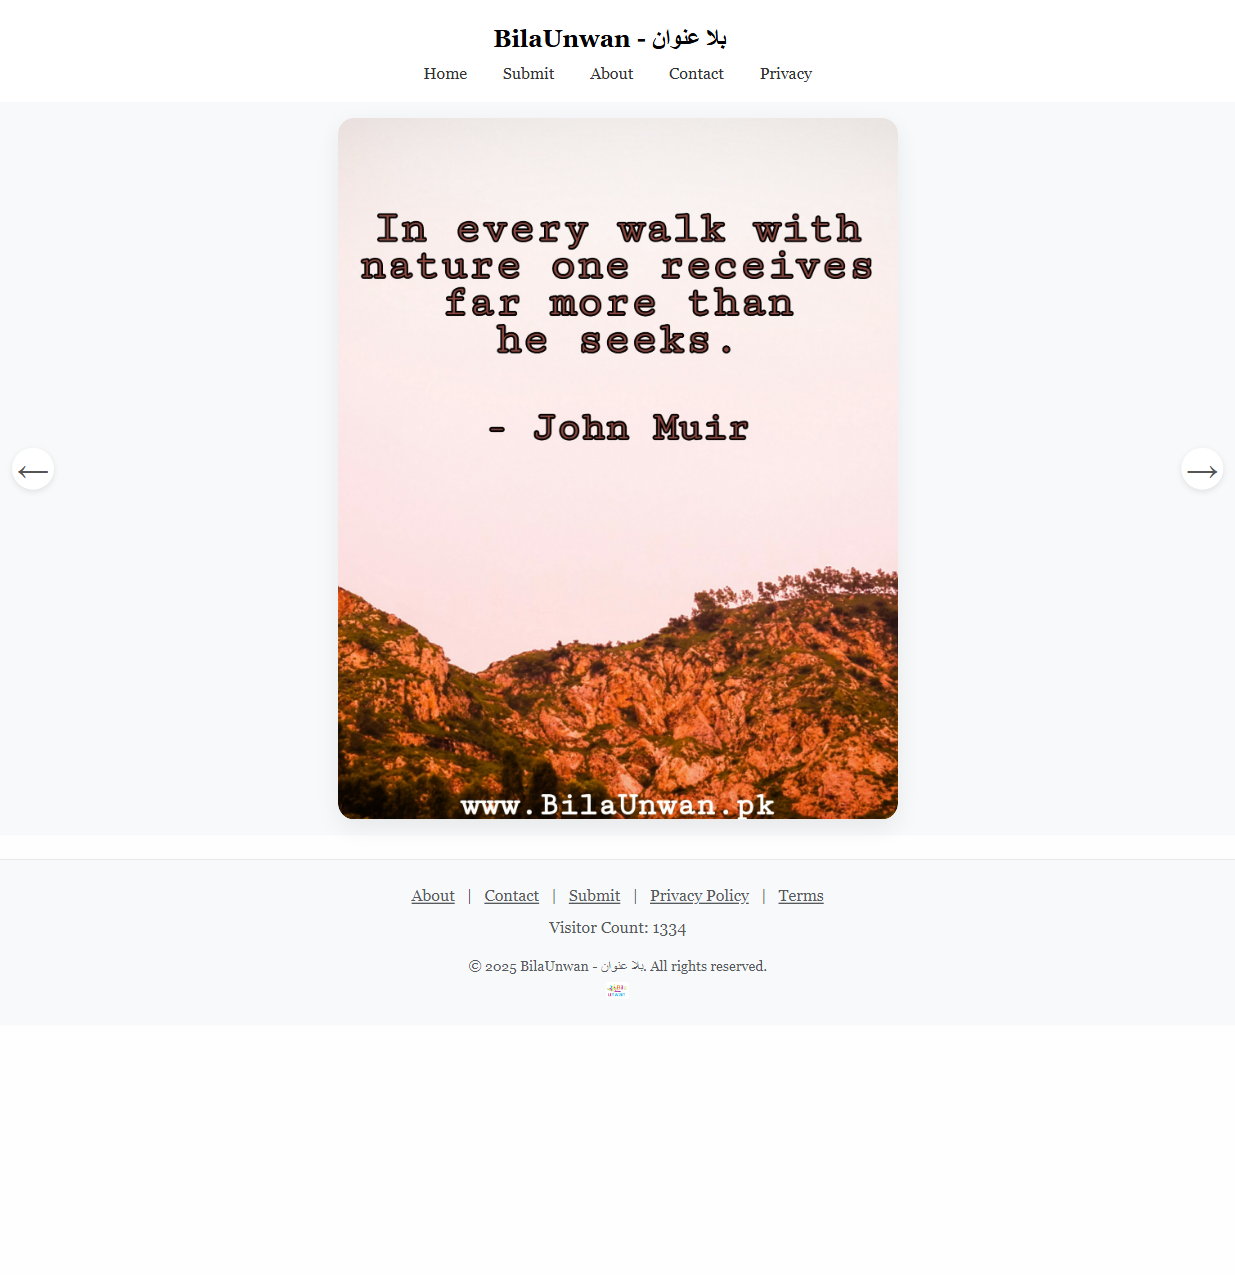 BilaUnwan - بلا عنوان
Home Submit About Contact Privacy
In every walk with
nature one receives
far more than
he seeks.
- John Muir
←
→
www.BilaUnwan.pk
About | Contact | Submit | Privacy Policy | Terms
Visitor Count: 1334
© 2025 BilaUnwan - بلا عنوان. All rights reserved.